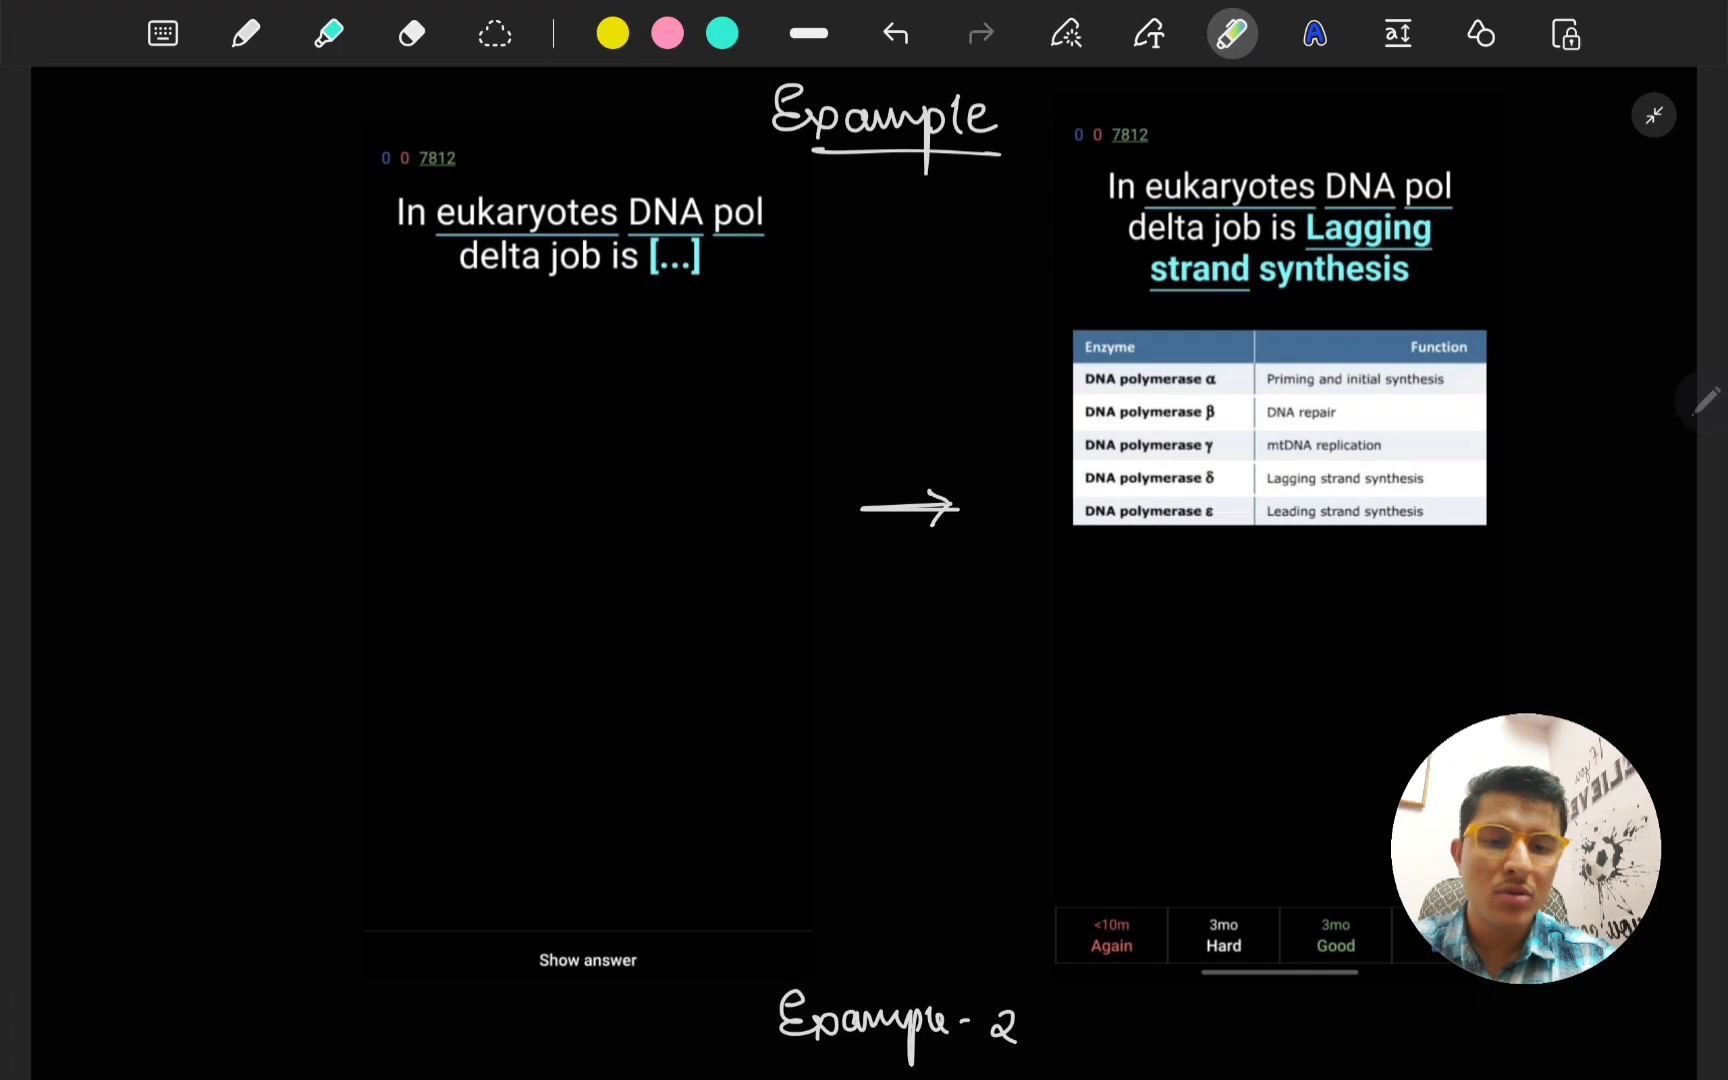 Example
0 0 7812
In eukaryotes DNA pol
delta job is [...]
Show answer
0 0 7812
In eukaryotes DNA pol
delta job is Lagging
strand synthesis
Enzyme Function
DNA polymerase α Priming and initial synthesis
DNA polymerase β DNA repair
DNA polymerase γ mtDNA replication
DNA polymerase δ Lagging strand synthesis
DNA polymerase ε Leading strand synthesis
<10m 3mo 3mo
Again Hard Good
Example-2